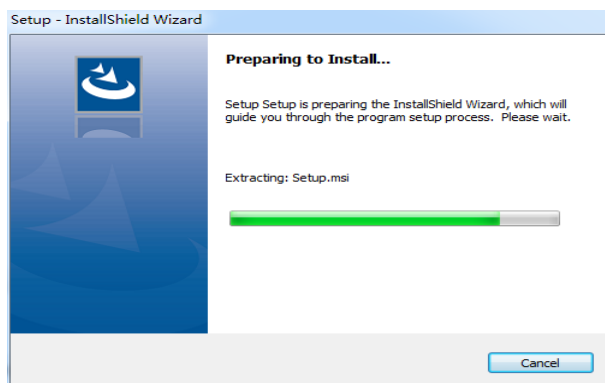 Setup - InstallShield Wizard
Preparing to Install...
Setup Setup is preparing the InstallShield Wizard, which will
guide you through the program setup process. Please wait.
Extracting: Setup.msi
Cancel